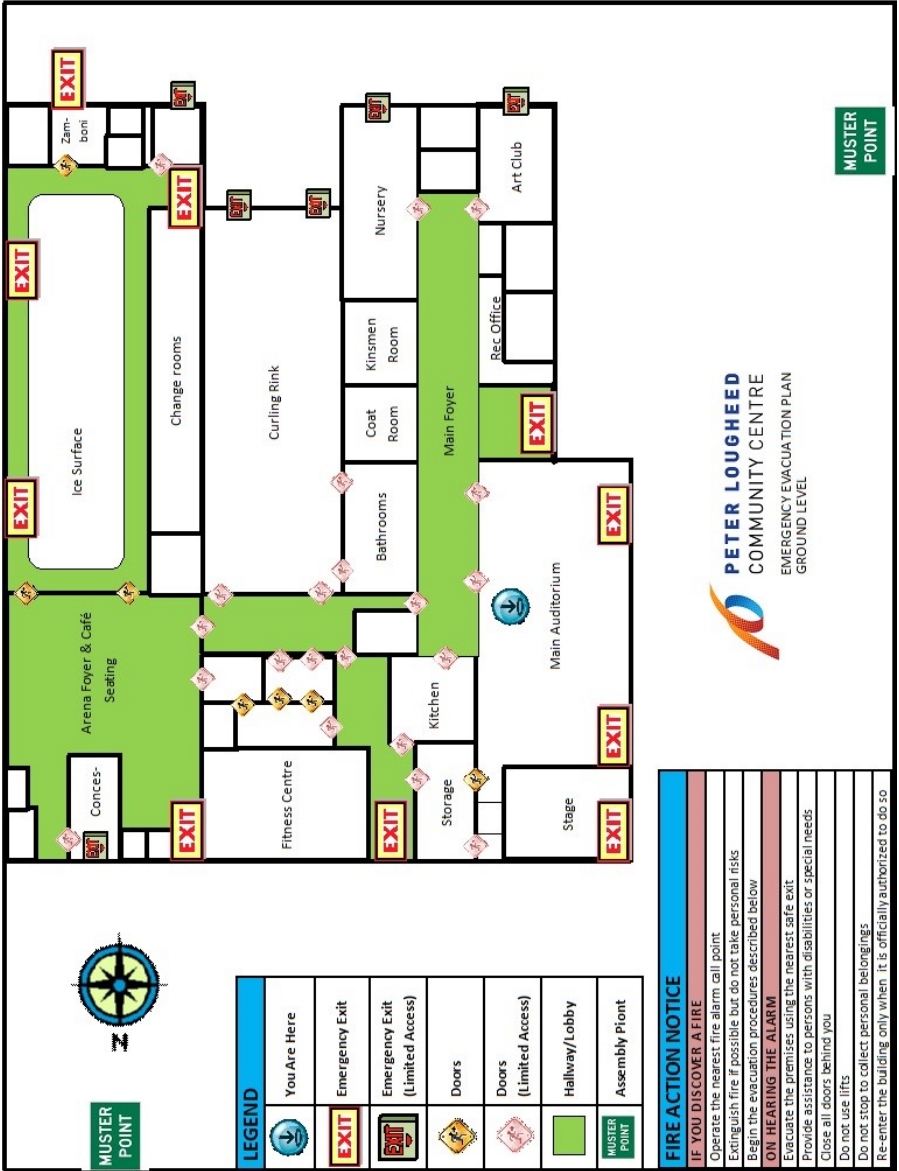 MUSTER
POINT
N
LEGEND
You Are Here
EXIT
Emergency Exit
EXIT
Emergency Exit
(Limited Access)
Doors
Doors
(Limited Access)
Hallway/Lobby
MUSTER
POINT
Assembly Piont
FIRE ACTION NOTICE
IF YOU DISCOVER A FIRE
Operate the nearest fire alarm call point
Extinguish fire if possible but do not take personal risks
Begin the evacuation procedures described below
ON HEARING THE ALARM
Evacuate the premises using the nearest safe exit
Provide assistance to persons with disabilities or special needs
Close all doors behind you
Do not use lifts
Do not stop to collect personal belongings
Re-enter the building only when it is officially authorized to do so
EXIT
EXIT
EXIT
EXIT
Conces-
Fitness Centre
Storage
Stage
Arena Foyer & Café
Seating
Kitchen
EXIT
Main Auditorium
EXIT
EXIT
Ice Surface
Change rooms
Curling Rink
Bathrooms
Coat
Room
Kinsmen
Room
Main Foyer
EXIT
Rec Office
EXIT
EXIT
EXIT
EXIT
Nursery
Art Club
Zam-
boni
EXIT
EXIT
EXIT
EXIT
PETER LOUGHEED
COMMUNITY CENTRE
EMERGENCY EVACUATION PLAN
GROUND LEVEL
MUSTER
POINT